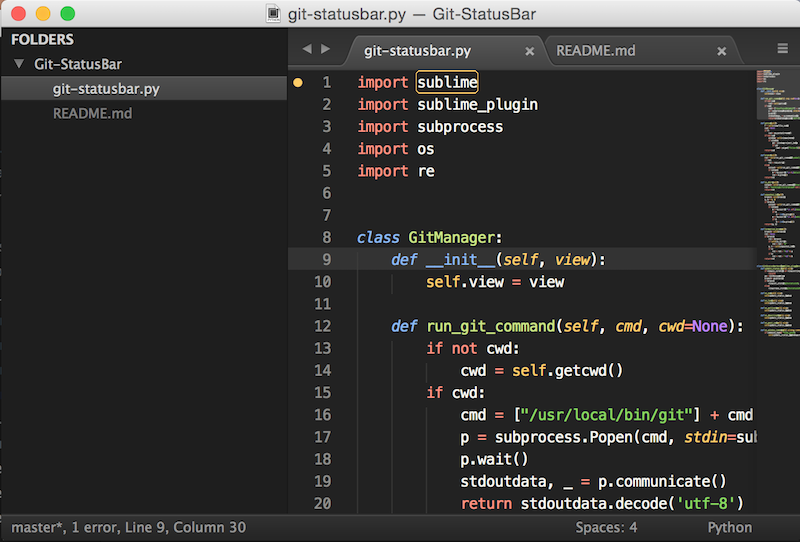 git-statusbar.py — Git-StatusBar
FOLDERS
Git-StatusBar
git-statusbar.py
README.md
git-statusbar.py × README.md ×
1 import sublime
2 import sublime_plugin
3 import subprocess
4 import os
5 import re
6
7
8 class GitManager:
9 def __init__(self, view):
10 self.view = view
11
12 def run_git_command(self, cmd, cwd=None):
13 if not cwd:
14 cwd = self.getcwd()
15 if cwd:
16 cmd = ["/usr/local/bin/git"] + cmd
17 p = subprocess.Popen(cmd, stdin=sub
18 p.wait()
19 stdoutdata, _ = p.communicate()
20 return stdoutdata.decode('utf-8')
master*, 1 error, Line 9, Column 30 Spaces: 4 Python